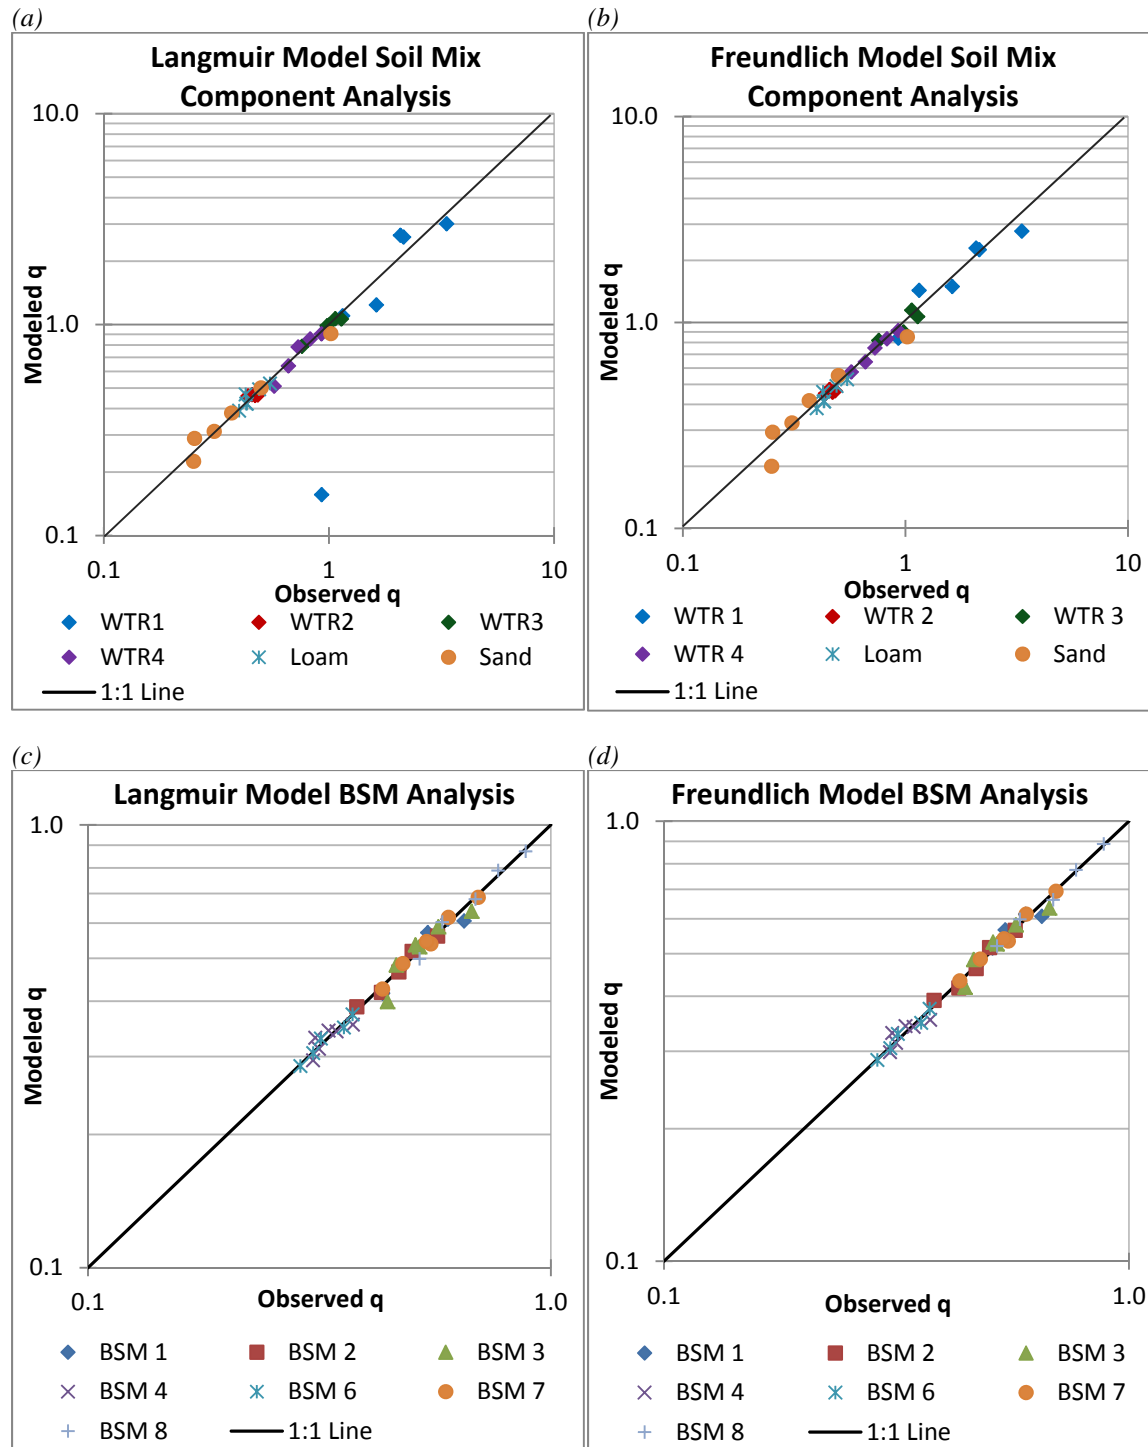 (a)
Langmuir Model Soil Mix
Component Analysis
10.0
1.0
0.1
Modeled q
0.1
1
10
Observed q
WTR1
WTR2
WTR3
WTR4
Loam
Sand
1:1 Line
(b)
Freundlich Model Soil Mix
Component Analysis
10.0
1.0
0.1
Modeled q
0.1
1
10
Observed q
WTR 1
WTR 2
WTR 3
WTR 4
Loam
Sand
1:1 Line
(c)
Langmuir Model BSM Analysis
1.0
0.1
Modeled q
0.1
1.0
Observed q
BSM 1
BSM 2
BSM 3
BSM 4
BSM 6
BSM 7
BSM 8
1:1 Line
(d)
Freundlich Model BSM Analysis
1.0
0.1
Modeled q
0.1
1.0
Observed q
BSM 1
BSM 2
BSM 3
BSM 4
BSM 6
BSM 7
BSM 8
1:1 Line